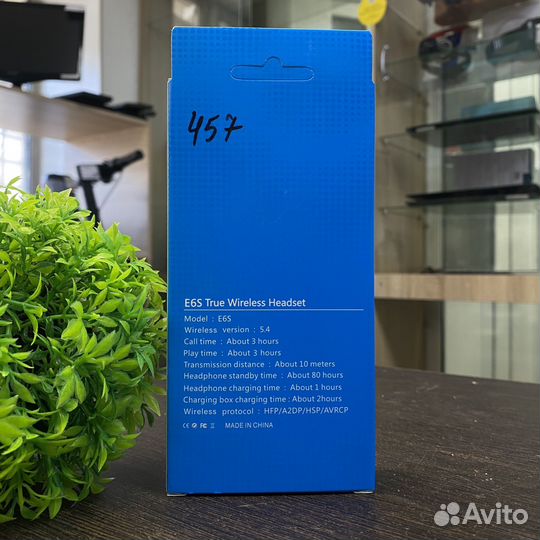 457
E6S True Wireless Headset
Model : E6S
Wireless version : 5.4
Call time : About 3 hours
Play time : About 3 hours
Transmission distance : About 10 meters
Headphone standby time : About 80 hours
Headphone charging time : About 1 hours
Charging box charging time : About 2hours
Wireless protocol : HFP/A2DP/HSP/AVRCP
CE FC MADE IN CHINA
Avito